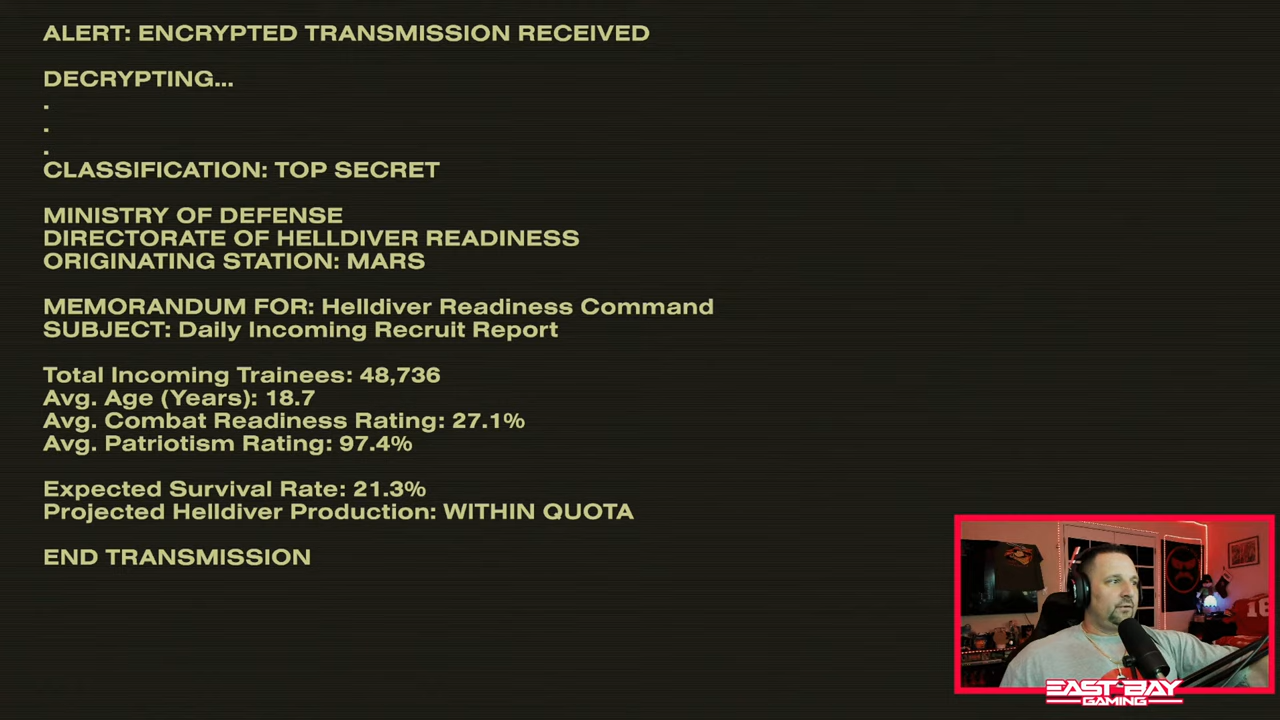 ALERT: ENCRYPTED TRANSMISSION RECEIVED
DECRYPTING...
.
.
.
CLASSIFICATION: TOP SECRET
MINISTRY OF DEFENSE
DIRECTORATE OF HELLDIVER READINESS
ORIGINATING STATION: MARS
MEMORANDUM FOR: Helldiver Readiness Command
SUBJECT: Daily Incoming Recruit Report
Total Incoming Trainees: 48,736
Avg. Age (Years): 18.7
Avg. Combat Readiness Rating: 27.1%
Avg. Patriotism Rating: 97.4%
Expected Survival Rate: 21.3%
Projected Helldiver Production: WITHIN QUOTA
END TRANSMISSION
EAST BAY
GAMING